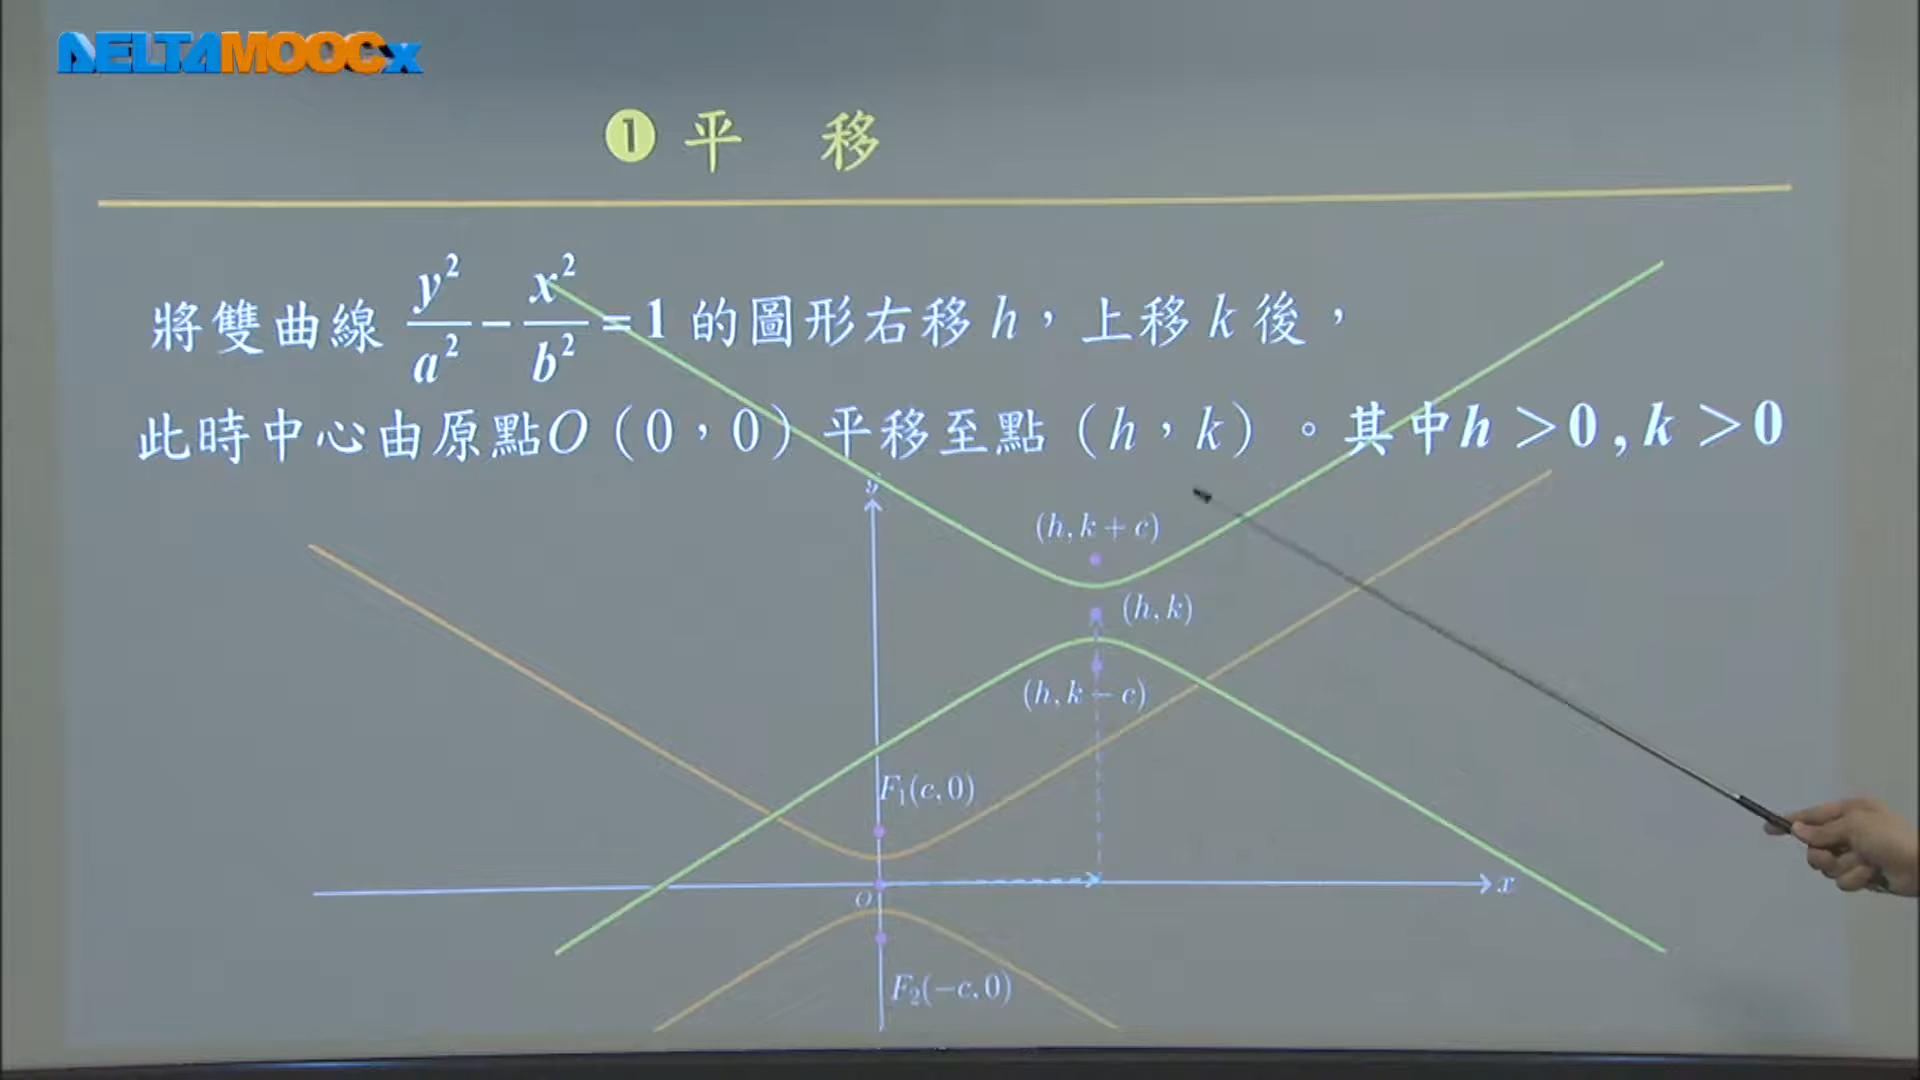 DELTAMOOCx
❶ 平 移
將雙曲線 y²/a² − x²/b² = 1 的圖形右移 h，上移 k 後，
此時中心由原點O（0，0）平移至點（h，k）。其中h > 0 , k > 0
y
(h, k + c)
(h, k)
(h, k − c)
F₁(c, 0)
x
O
F₂(−c, 0)